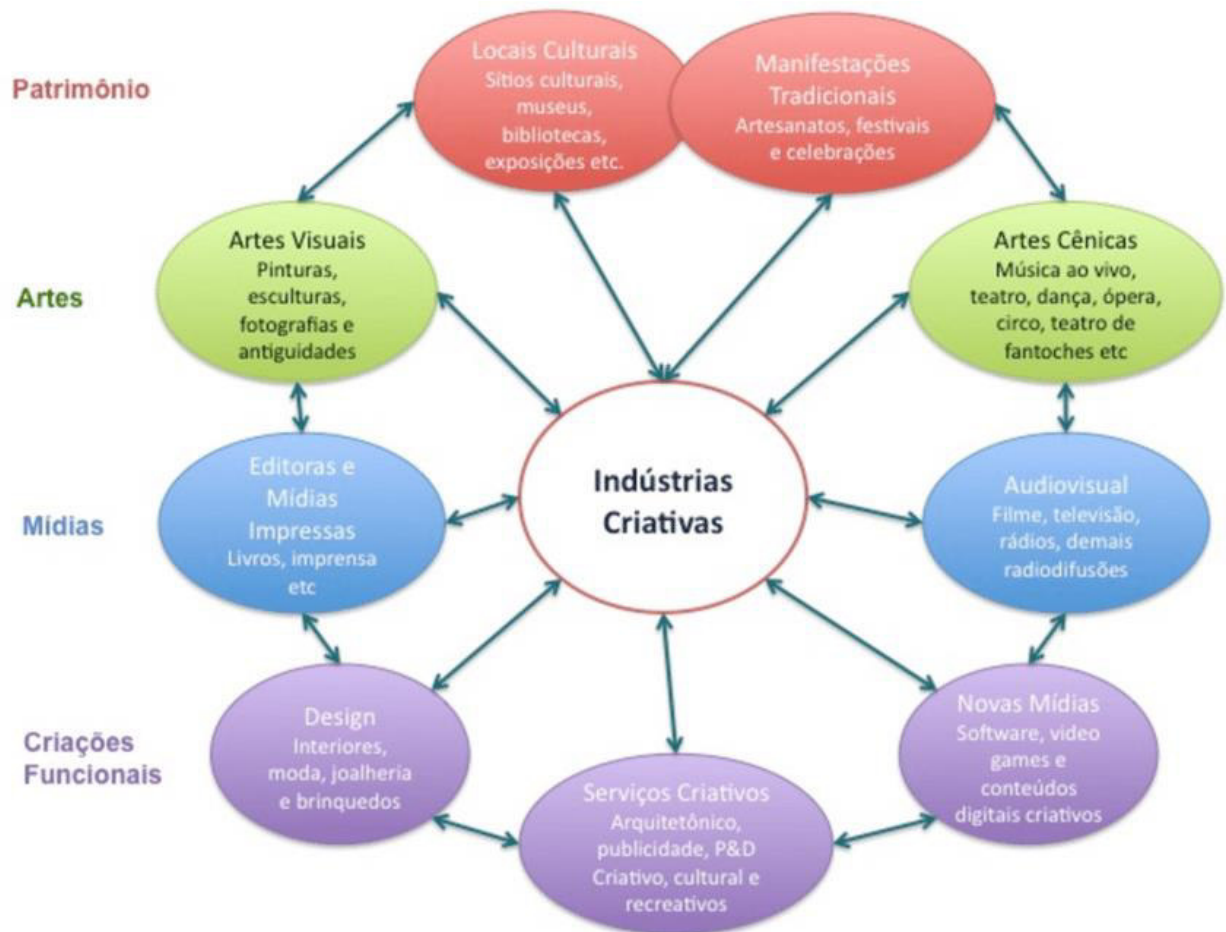 Patrimônio
Locais Culturais
Sítios culturais,
museus,
bibliotecas,
exposições etc.
Manifestações
Tradicionais
Artesanatos, festivais
e celebrações
Artes
Artes Visuais
Pinturas,
esculturas,
fotografias e
antiguidades
Artes Cênicas
Música ao vivo,
teatro, dança, ópera,
circo, teatro de
fantoches etc
Mídias
Editoras e
Mídias
Impressas
Livros, imprensa
etc
Indústrias
Criativas
Audiovisual
Filme, televisão,
rádios, demais
radiodifusões
Criações
Funcionais
Design
Interiores,
moda, joalheria
e brinquedos
Serviços Criativos
Arquitetônico,
publicidade, P&D
Criativo, cultural e
recreativos
Novas Mídias
Software, video
games e
conteúdos
digitais criativos